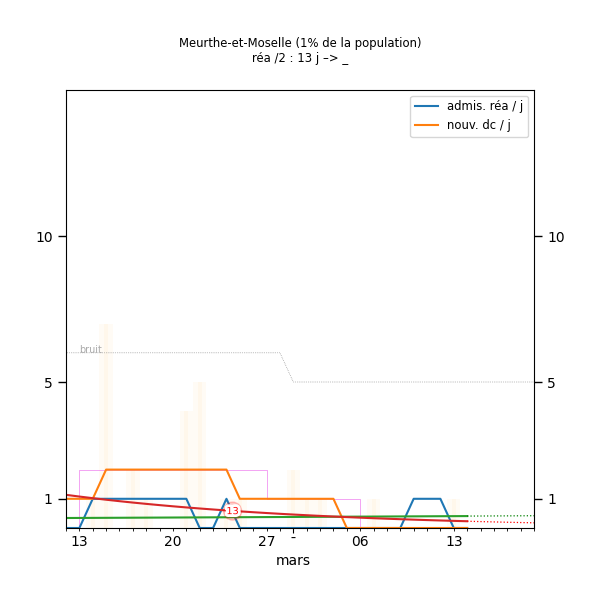 Meurthe-et-Moselle (1% de la population)
réa /2 : 13 j –> _
admis. réa / j
nouv. dc / j
10 10
bruit
5 5
1 1
13
13 20 27 - 06 13
mars